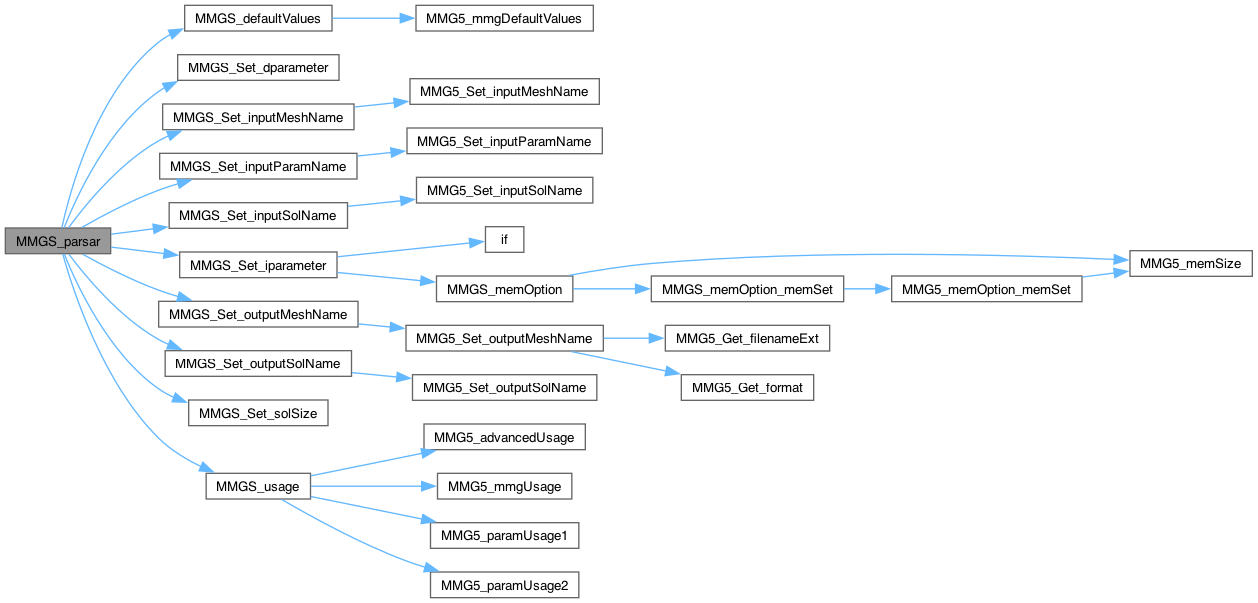 MMGS_parsar
MMGS_defaultValues
MMG5_mmgDefaultValues
MMGS_Set_dparameter
MMGS_Set_inputMeshName
MMG5_Set_inputMeshName
MMGS_Set_inputParamName
MMG5_Set_inputParamName
MMGS_Set_inputSolName
MMG5_Set_inputSolName
MMGS_Set_iparameter
if
MMGS_memOption
MMGS_memOption_memSet
MMG5_memOption_memSet
MMG5_memSize
MMGS_Set_outputMeshName
MMG5_Set_outputMeshName
MMG5_Get_filenameExt
MMG5_Get_format
MMGS_Set_outputSolName
MMG5_Set_outputSolName
MMGS_Set_solSize
MMGS_usage
MMG5_advancedUsage
MMG5_mmgUsage
MMG5_paramUsage1
MMG5_paramUsage2